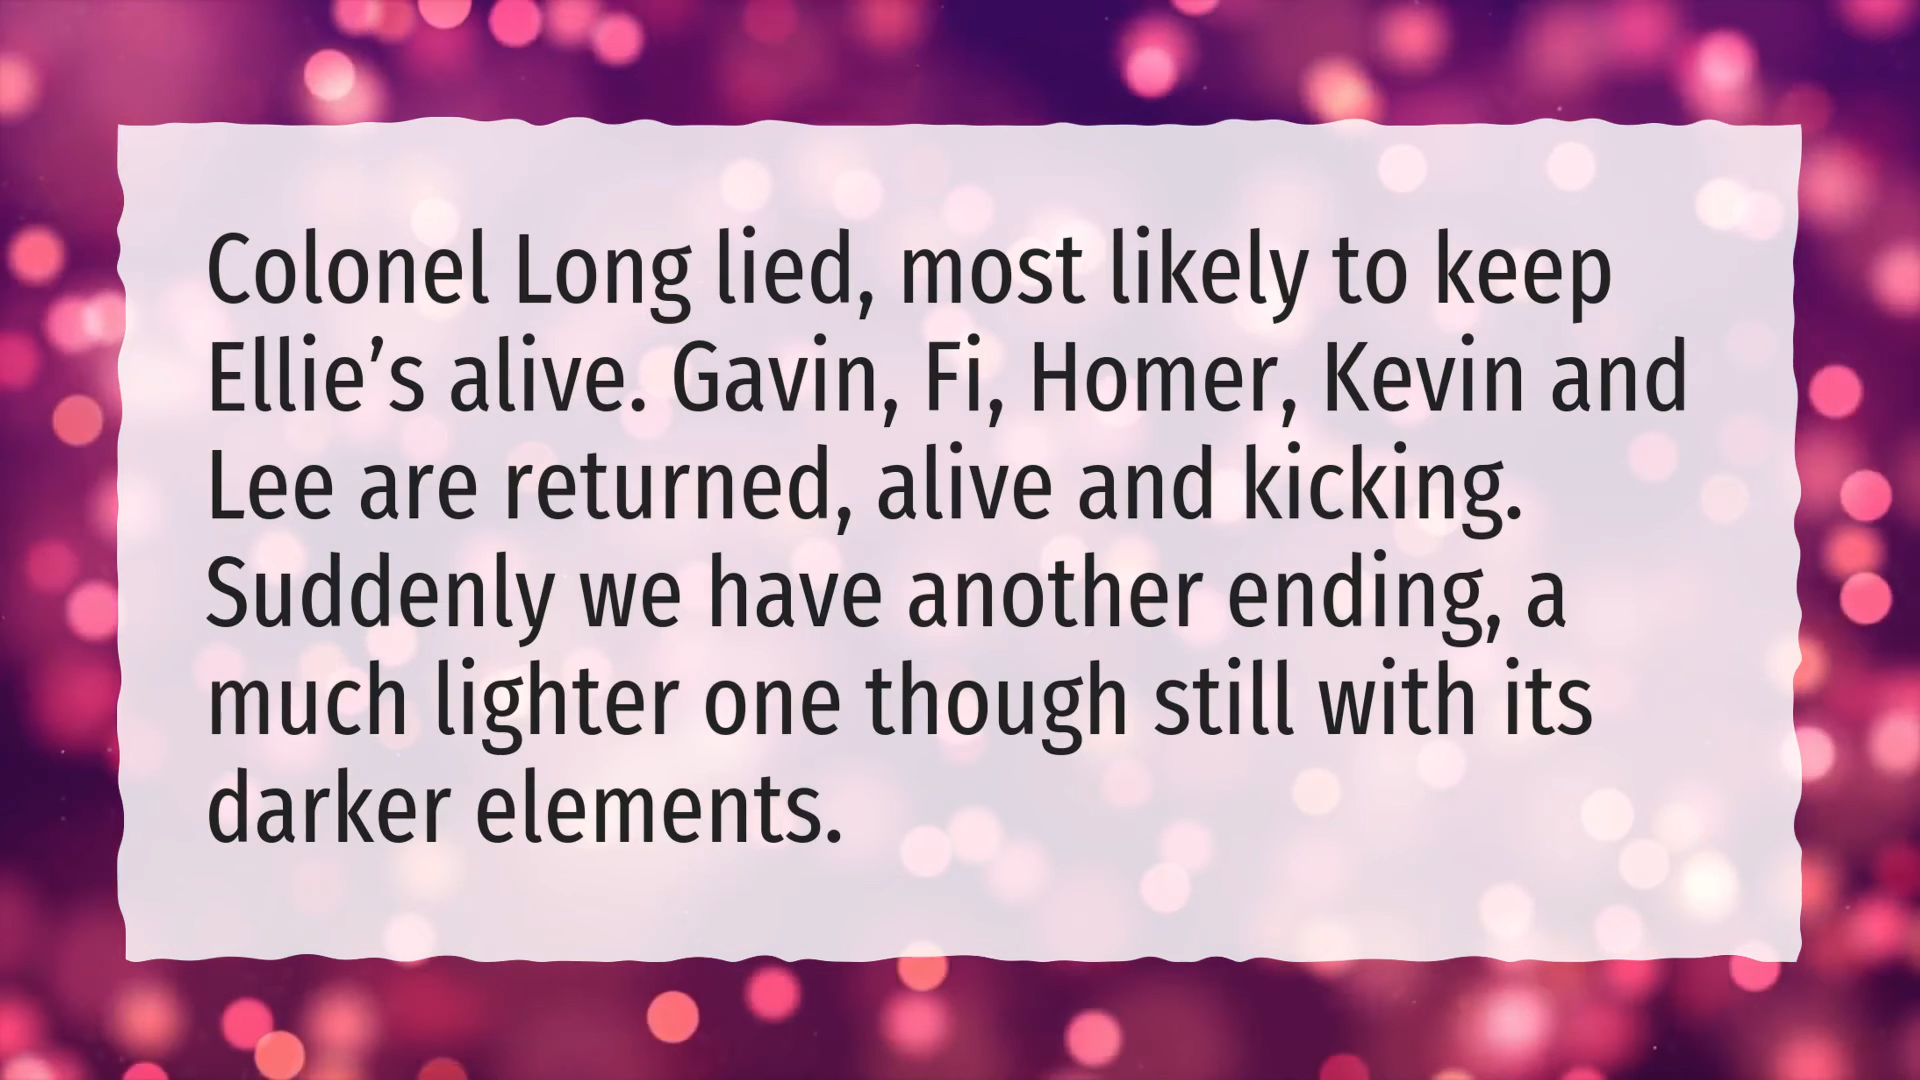 Colonel Long lied, most likely to keep
Ellie’s alive. Gavin, Fi, Homer, Kevin and
Lee are returned, alive and kicking.
Suddenly we have another ending, a
much lighter one though still with its
darker elements.